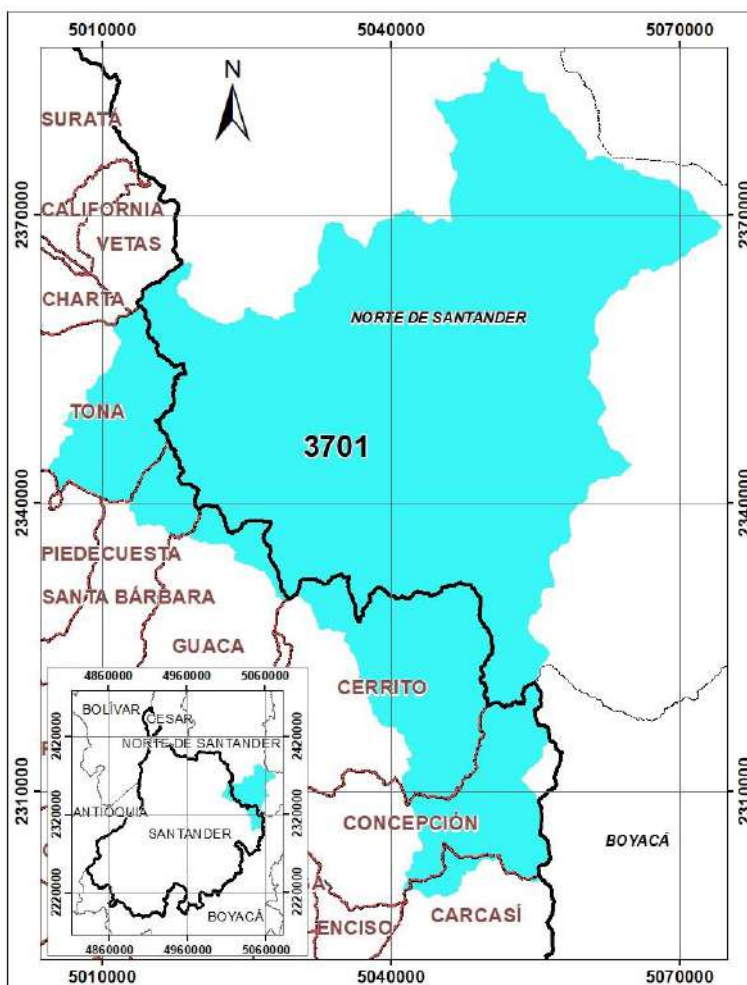 5010000 5040000 5070000
N
SURATÁ
2370000 2370000
CALIFORNIA
VETAS
CHARTA
NORTE DE SANTANDER
TONA
3701
2340000 2340000
PIEDECUESTA
SANTA BÁRBARA
GUACA
CERRITO
4860000 4960000 5060000
BOLÍVAR
CESAR
NORTE DE SANTANDER
2420000 2420000
2310000 2310000
ANTIOQUIA
2320000 2320000
SANTANDER
CONCEPCIÓN
BOYACÁ
2220000 2220000
BOYACÁ
ENCISO
CARCASÍ
4860000 4960000 5060000
5010000 5040000 5070000